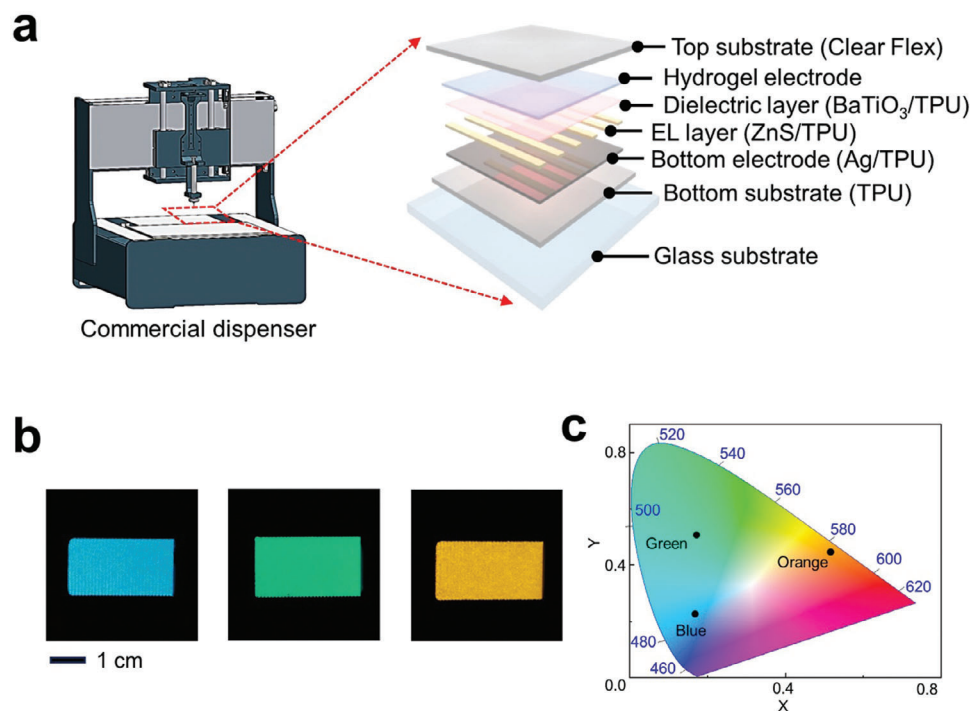 a
Top substrate (Clear Flex)
Hydrogel electrode
Dielectric layer (BaTiO₃/TPU)
EL layer (ZnS/TPU)
Bottom electrode (Ag/TPU)
Bottom substrate (TPU)
Glass substrate
Commercial dispenser
b
1 cm
c
0.8
0.4
0.0
Y
520
540
560
500
580
600
620
480
460
Green
Orange
Blue
0.4
0.8
X